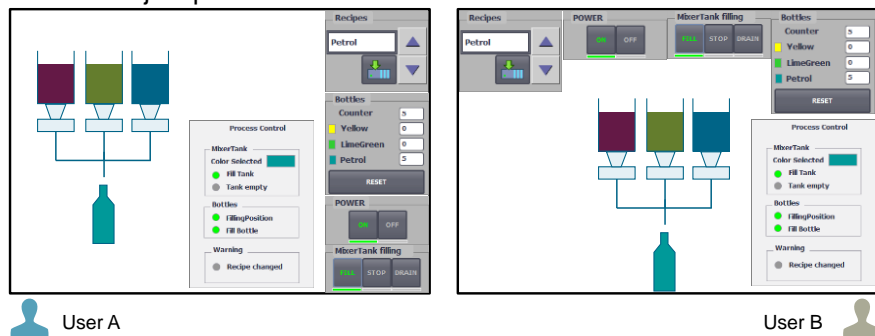 Recipes
Petrol
Bottles
Counter 5
Yellow 0
LimeGreen 0
Petrol 5
RESET
POWER
ON OFF
MixerTank filling
FILL STOP DRAIN
Process Control
MixerTank
Color Selected
Fill Tank
Tank empty
Bottles
FillingPosition
Fill Bottle
Warning
Recipe changed
User A
Recipes
Petrol
POWER
ON OFF
MixerTank filling
FILL STOP DRAIN
Bottles
Counter 5
Yellow 0
LimeGreen 0
Petrol 5
RESET
Process Control
MixerTank
Color Selected
Fill Tank
Tank empty
Bottles
FillingPosition
Fill Bottle
Warning
Recipe changed
User B